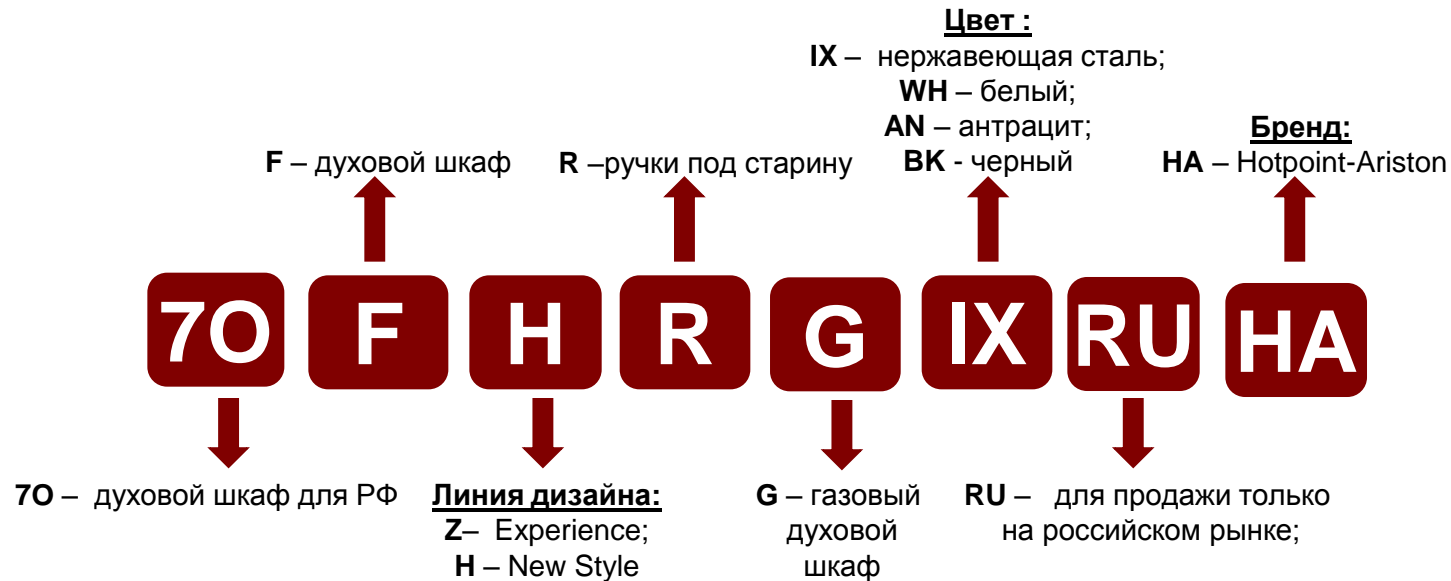 Цвет :
IX – нержавеющая сталь;
WH – белый;
AN – антрацит;
BK - черный
Бренд:
HA – Hotpoint-Ariston
F – духовой шкаф
R –ручки под старину
7O F H R G IX RU HA
7O – духовой шкаф для РФ
Линия дизайна:
Z– Experience;
H – New Style
G – газовый
духовой
шкаф
RU – для продажи только
на российском рынке;